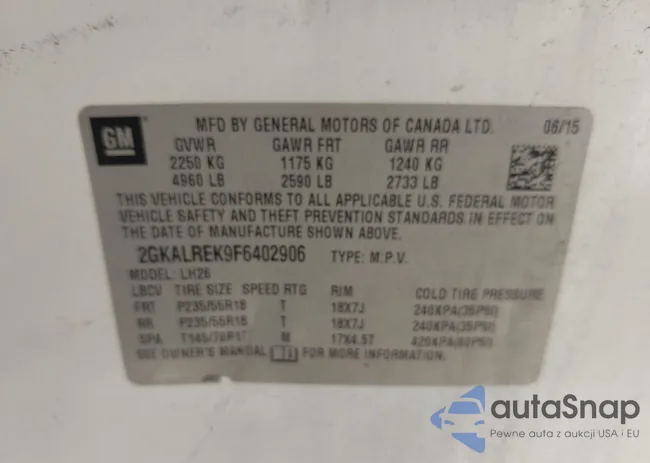 GM
MFD BY GENERAL MOTORS OF CANADA LTD. 06/15
GVWR GAWR FRT GAWR RR
2250 KG 1175 KG 1240 KG
4960 LB 2590 LB 2733 LB
THIS VEHICLE CONFORMS TO ALL APPLICABLE U.S. FEDERAL MOTOR
VEHICLE SAFETY AND THEFT PREVENTION STANDARDS IN EFFECT ON
THE DATE OF MANUFACTURE SHOWN ABOVE.
2GKALREK9F6402906 TYPE: M.P.V.
MODEL: LH26
LBCV TIRE SIZE SPEED RTG RIM COLD TIRE PRESSURE
FRT P235/55R18 T 18X7J 240KPA(35PSI)
RR P235/55R18 T 18X7J 240KPA(35PSI)
SPA T145/70R17 M 17X4.5T 420KPA(60PSI)
SEE OWNER'S MANUAL FOR MORE INFORMATION.
autaSnap
Pewne auta z aukcji USA i EU